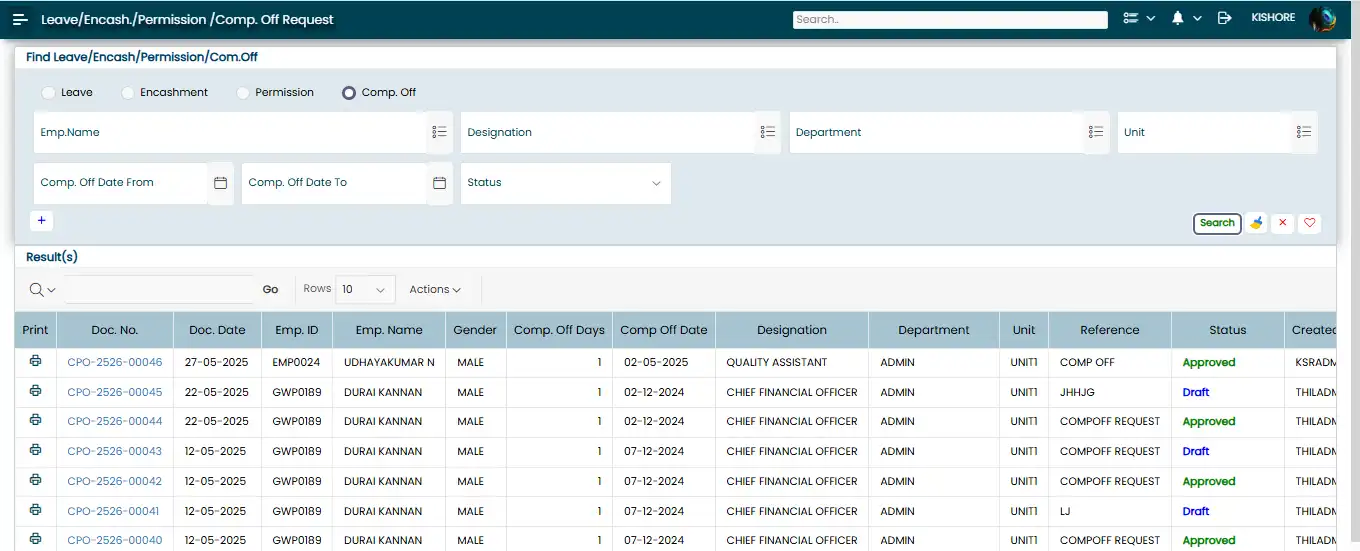 Leave/Encash./Permission /Comp. Off Request Search.. KISHORE
Find Leave/Encash/Permission/Com.Off
Leave Encashment Permission Comp. Off
Emp.Name Designation Department Unit
Comp. Off Date From Comp. Off Date To Status
+ Search
Result(s)
Go Rows 10 Actions
Print Doc. No. Doc. Date Emp. ID Emp. Name Gender Comp. Off Days Comp Off Date Designation Department Unit Reference Status Created
CPO-2526-00046 27-05-2025 EMP0024 UDHAYAKUMAR N MALE 1 02-05-2025 QUALITY ASSISTANT ADMIN UNIT1 COMP OFF Approved KSRADM
CPO-2526-00045 22-05-2025 GWP0189 DURAI KANNAN MALE 1 02-12-2024 CHIEF FINANCIAL OFFICER ADMIN UNIT1 JHHJG Draft THILADM
CPO-2526-00044 22-05-2025 GWP0189 DURAI KANNAN MALE 1 02-12-2024 CHIEF FINANCIAL OFFICER ADMIN UNIT1 COMPOFF REQUEST Approved THILADM
CPO-2526-00043 12-05-2025 GWP0189 DURAI KANNAN MALE 1 07-12-2024 CHIEF FINANCIAL OFFICER ADMIN UNIT1 COMPOFF REQUEST Draft THILADM
CPO-2526-00042 12-05-2025 GWP0189 DURAI KANNAN MALE 1 07-12-2024 CHIEF FINANCIAL OFFICER ADMIN UNIT1 COMPOFF REQUEST Approved THILADM
CPO-2526-00041 12-05-2025 GWP0189 DURAI KANNAN MALE 1 07-12-2024 CHIEF FINANCIAL OFFICER ADMIN UNIT1 LJ Draft THILADM
CPO-2526-00040 12-05-2025 GWP0189 DURAI KANNAN MALE 1 07-12-2024 CHIEF FINANCIAL OFFICER ADMIN UNIT1 COMPOFF REQUEST Approved THILADM